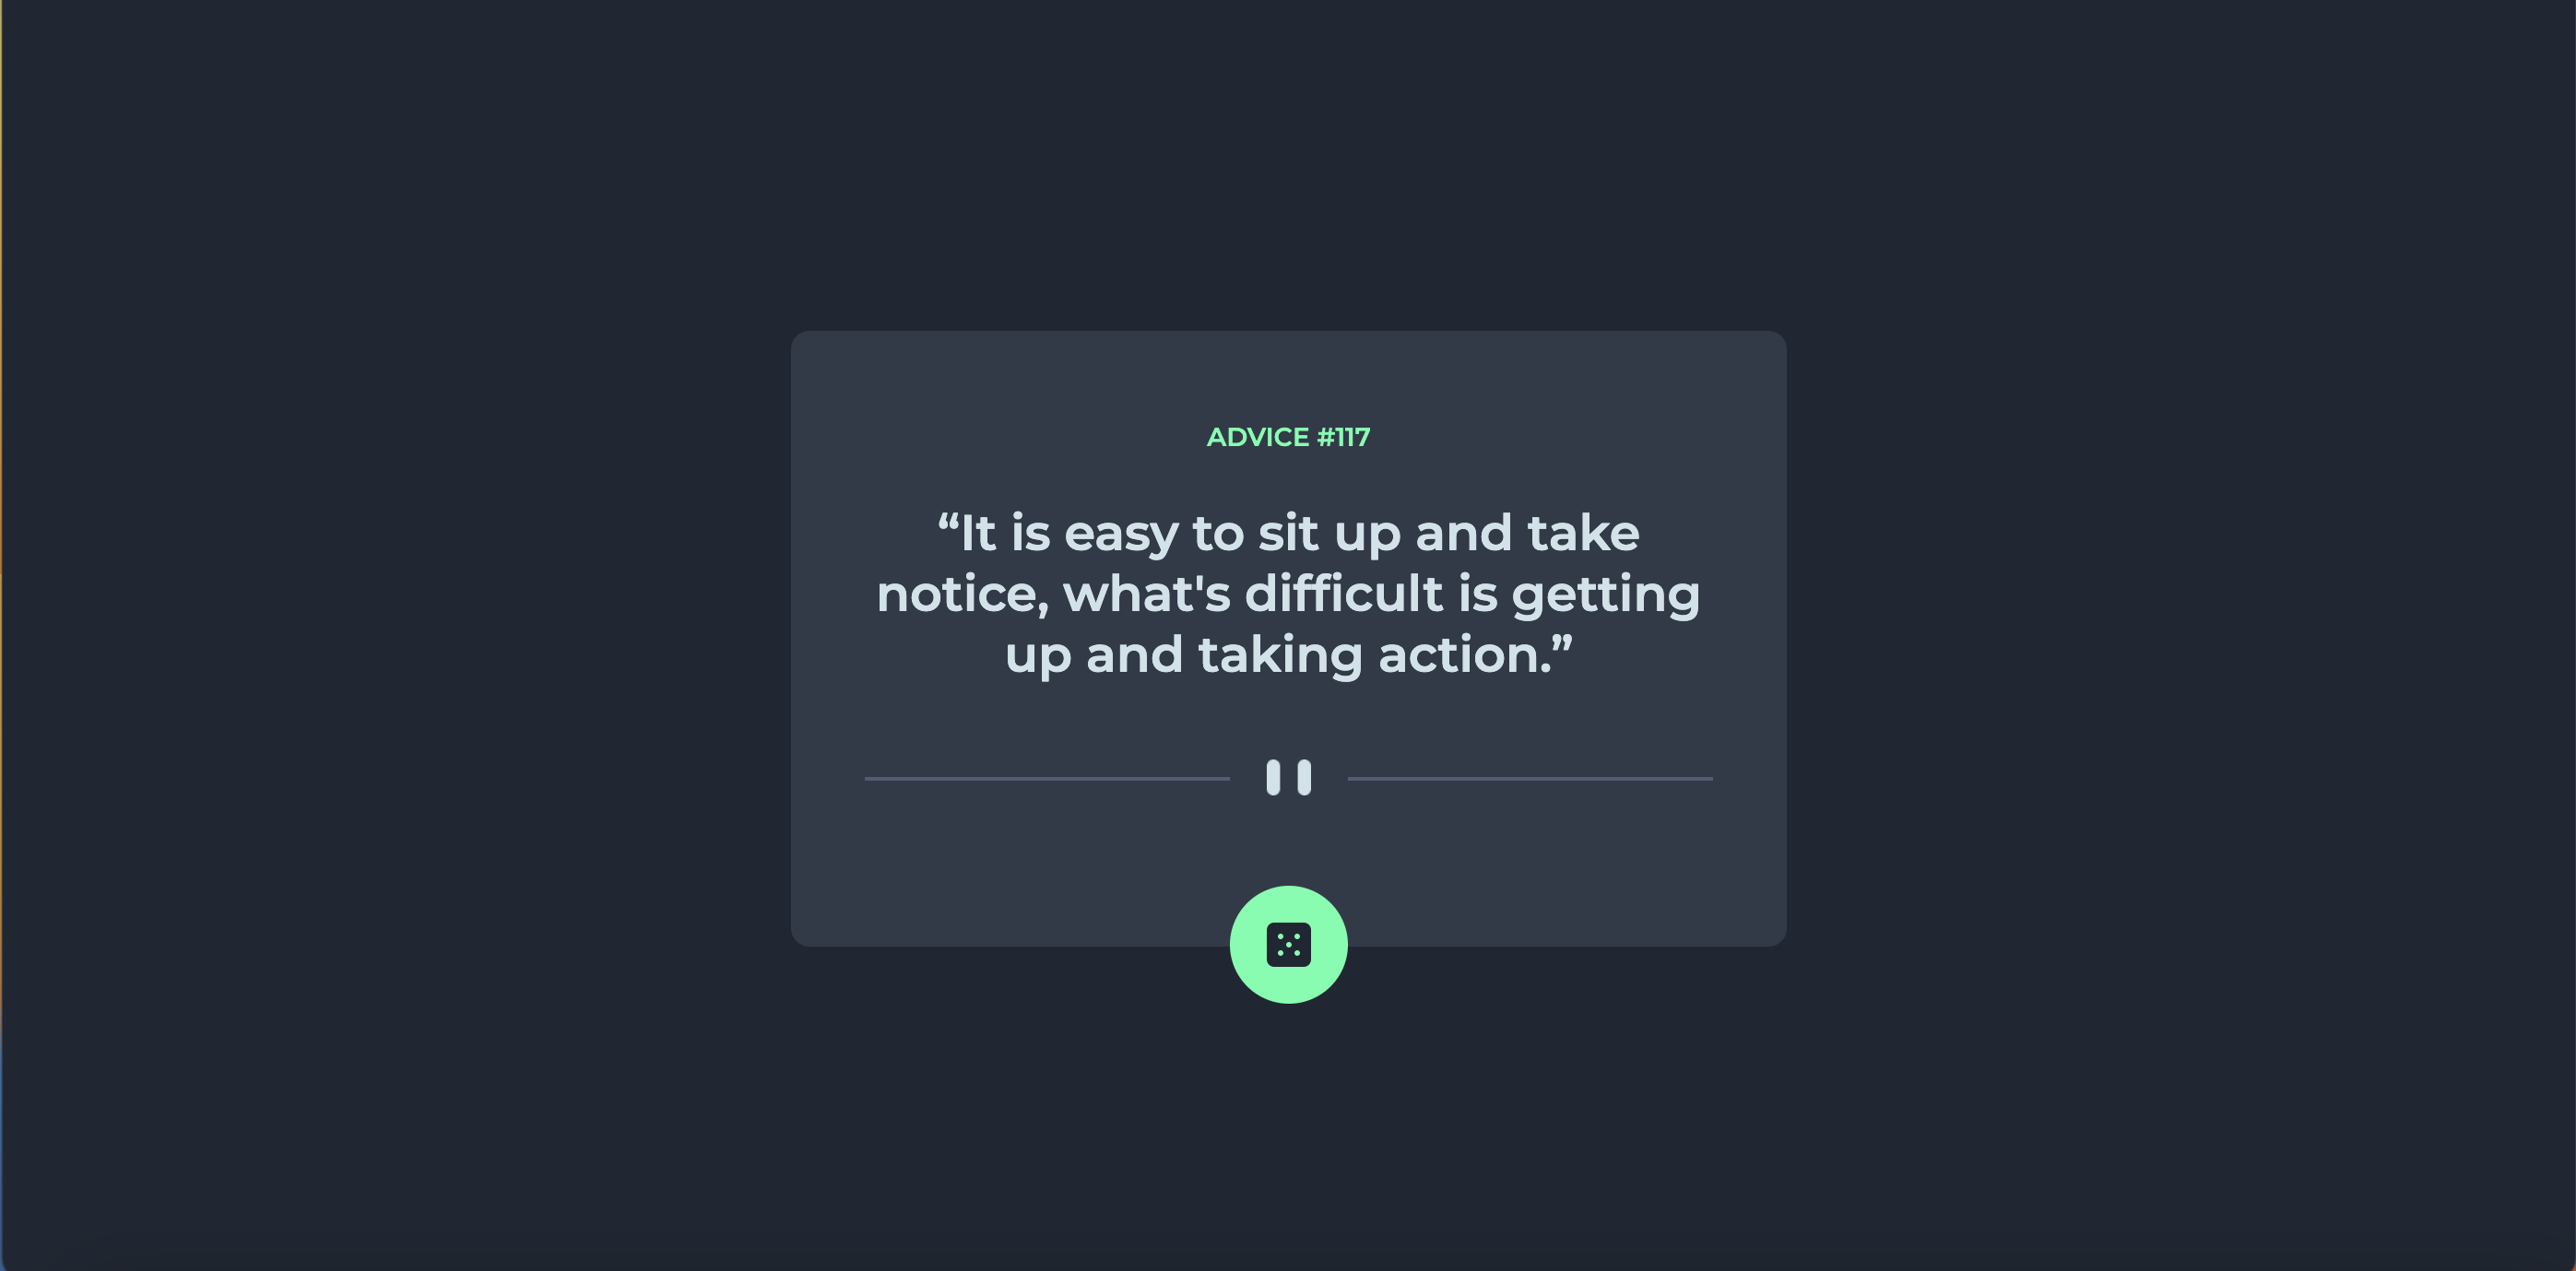 ADVICE #117
“It is easy to sit up and take
notice, what's difficult is getting
up and taking action.”